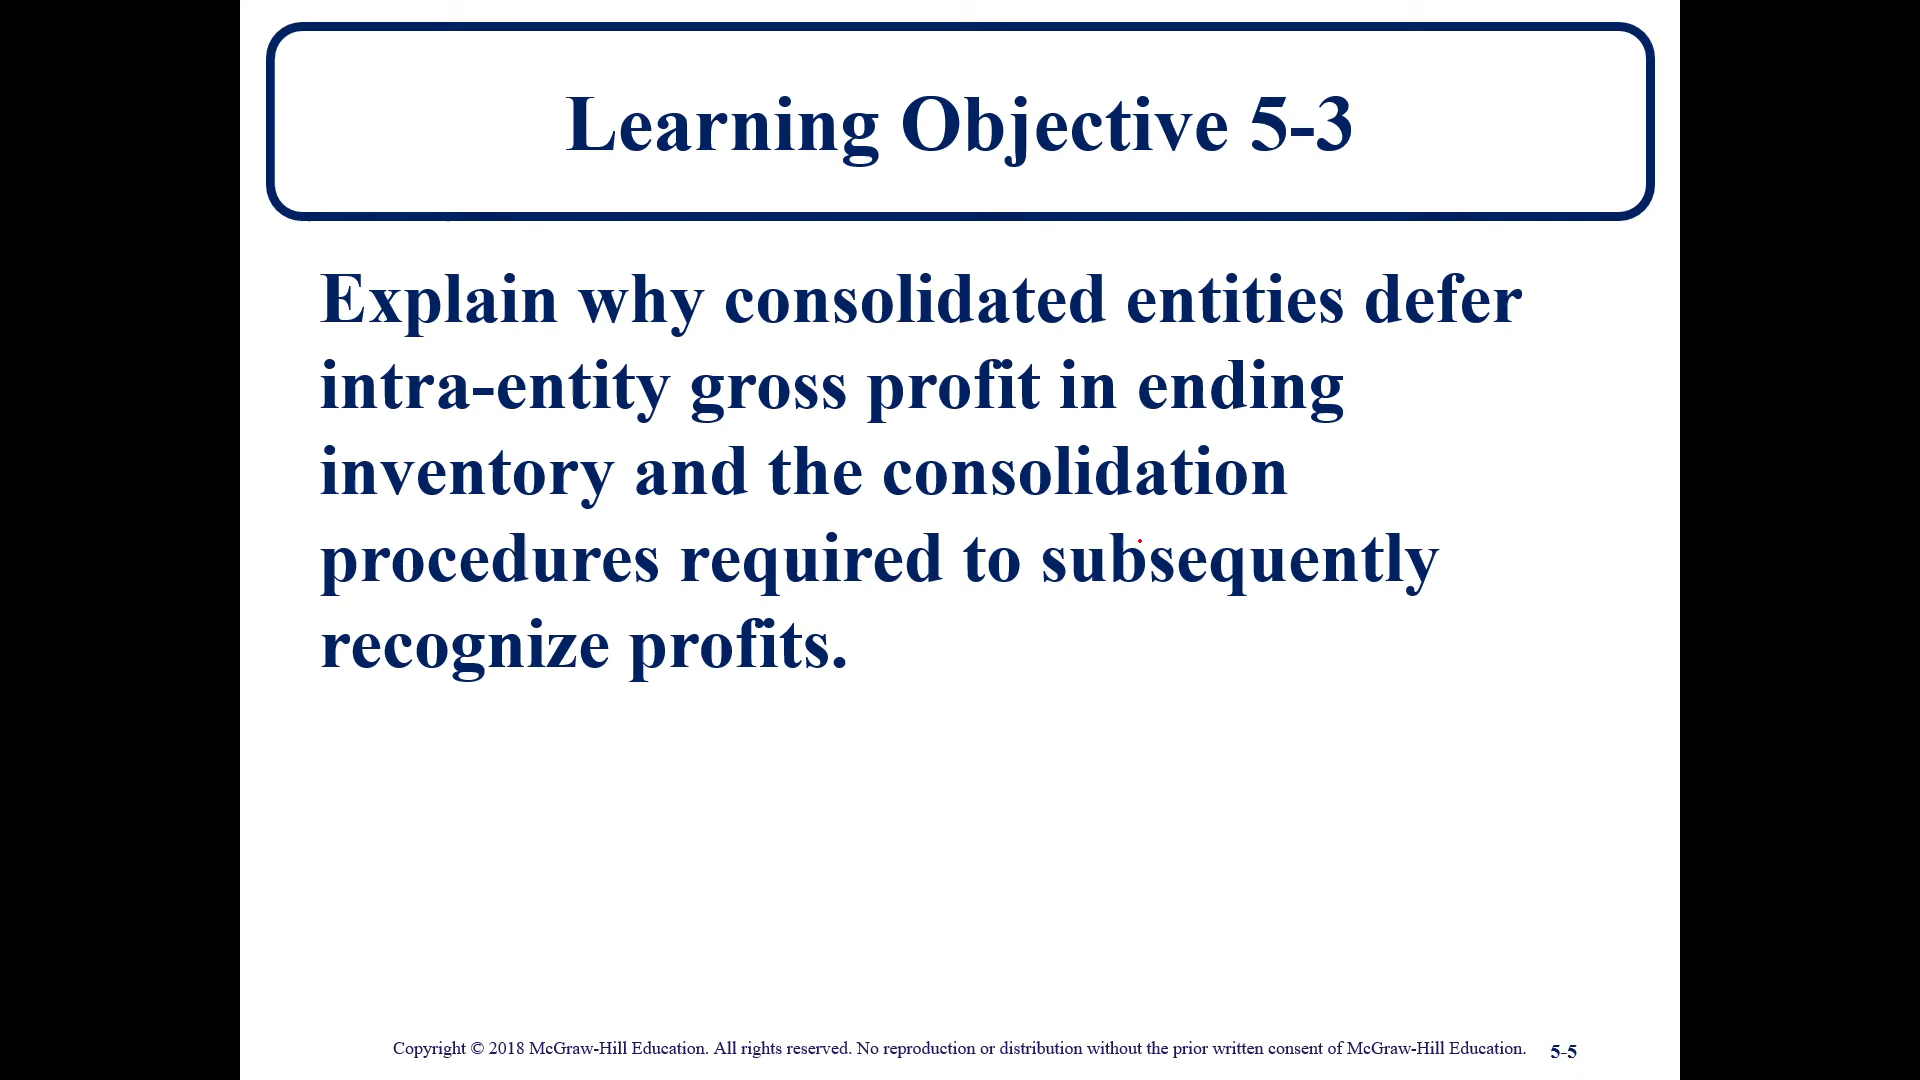 Learning Objective 5-3
Explain why consolidated entities defer
intra-entity gross profit in ending
inventory and the consolidation
procedures required to subsequently
recognize profits.
Copyright © 2018 McGraw-Hill Education. All rights reserved. No reproduction or distribution without the prior written consent of McGraw-Hill Education.
5-5